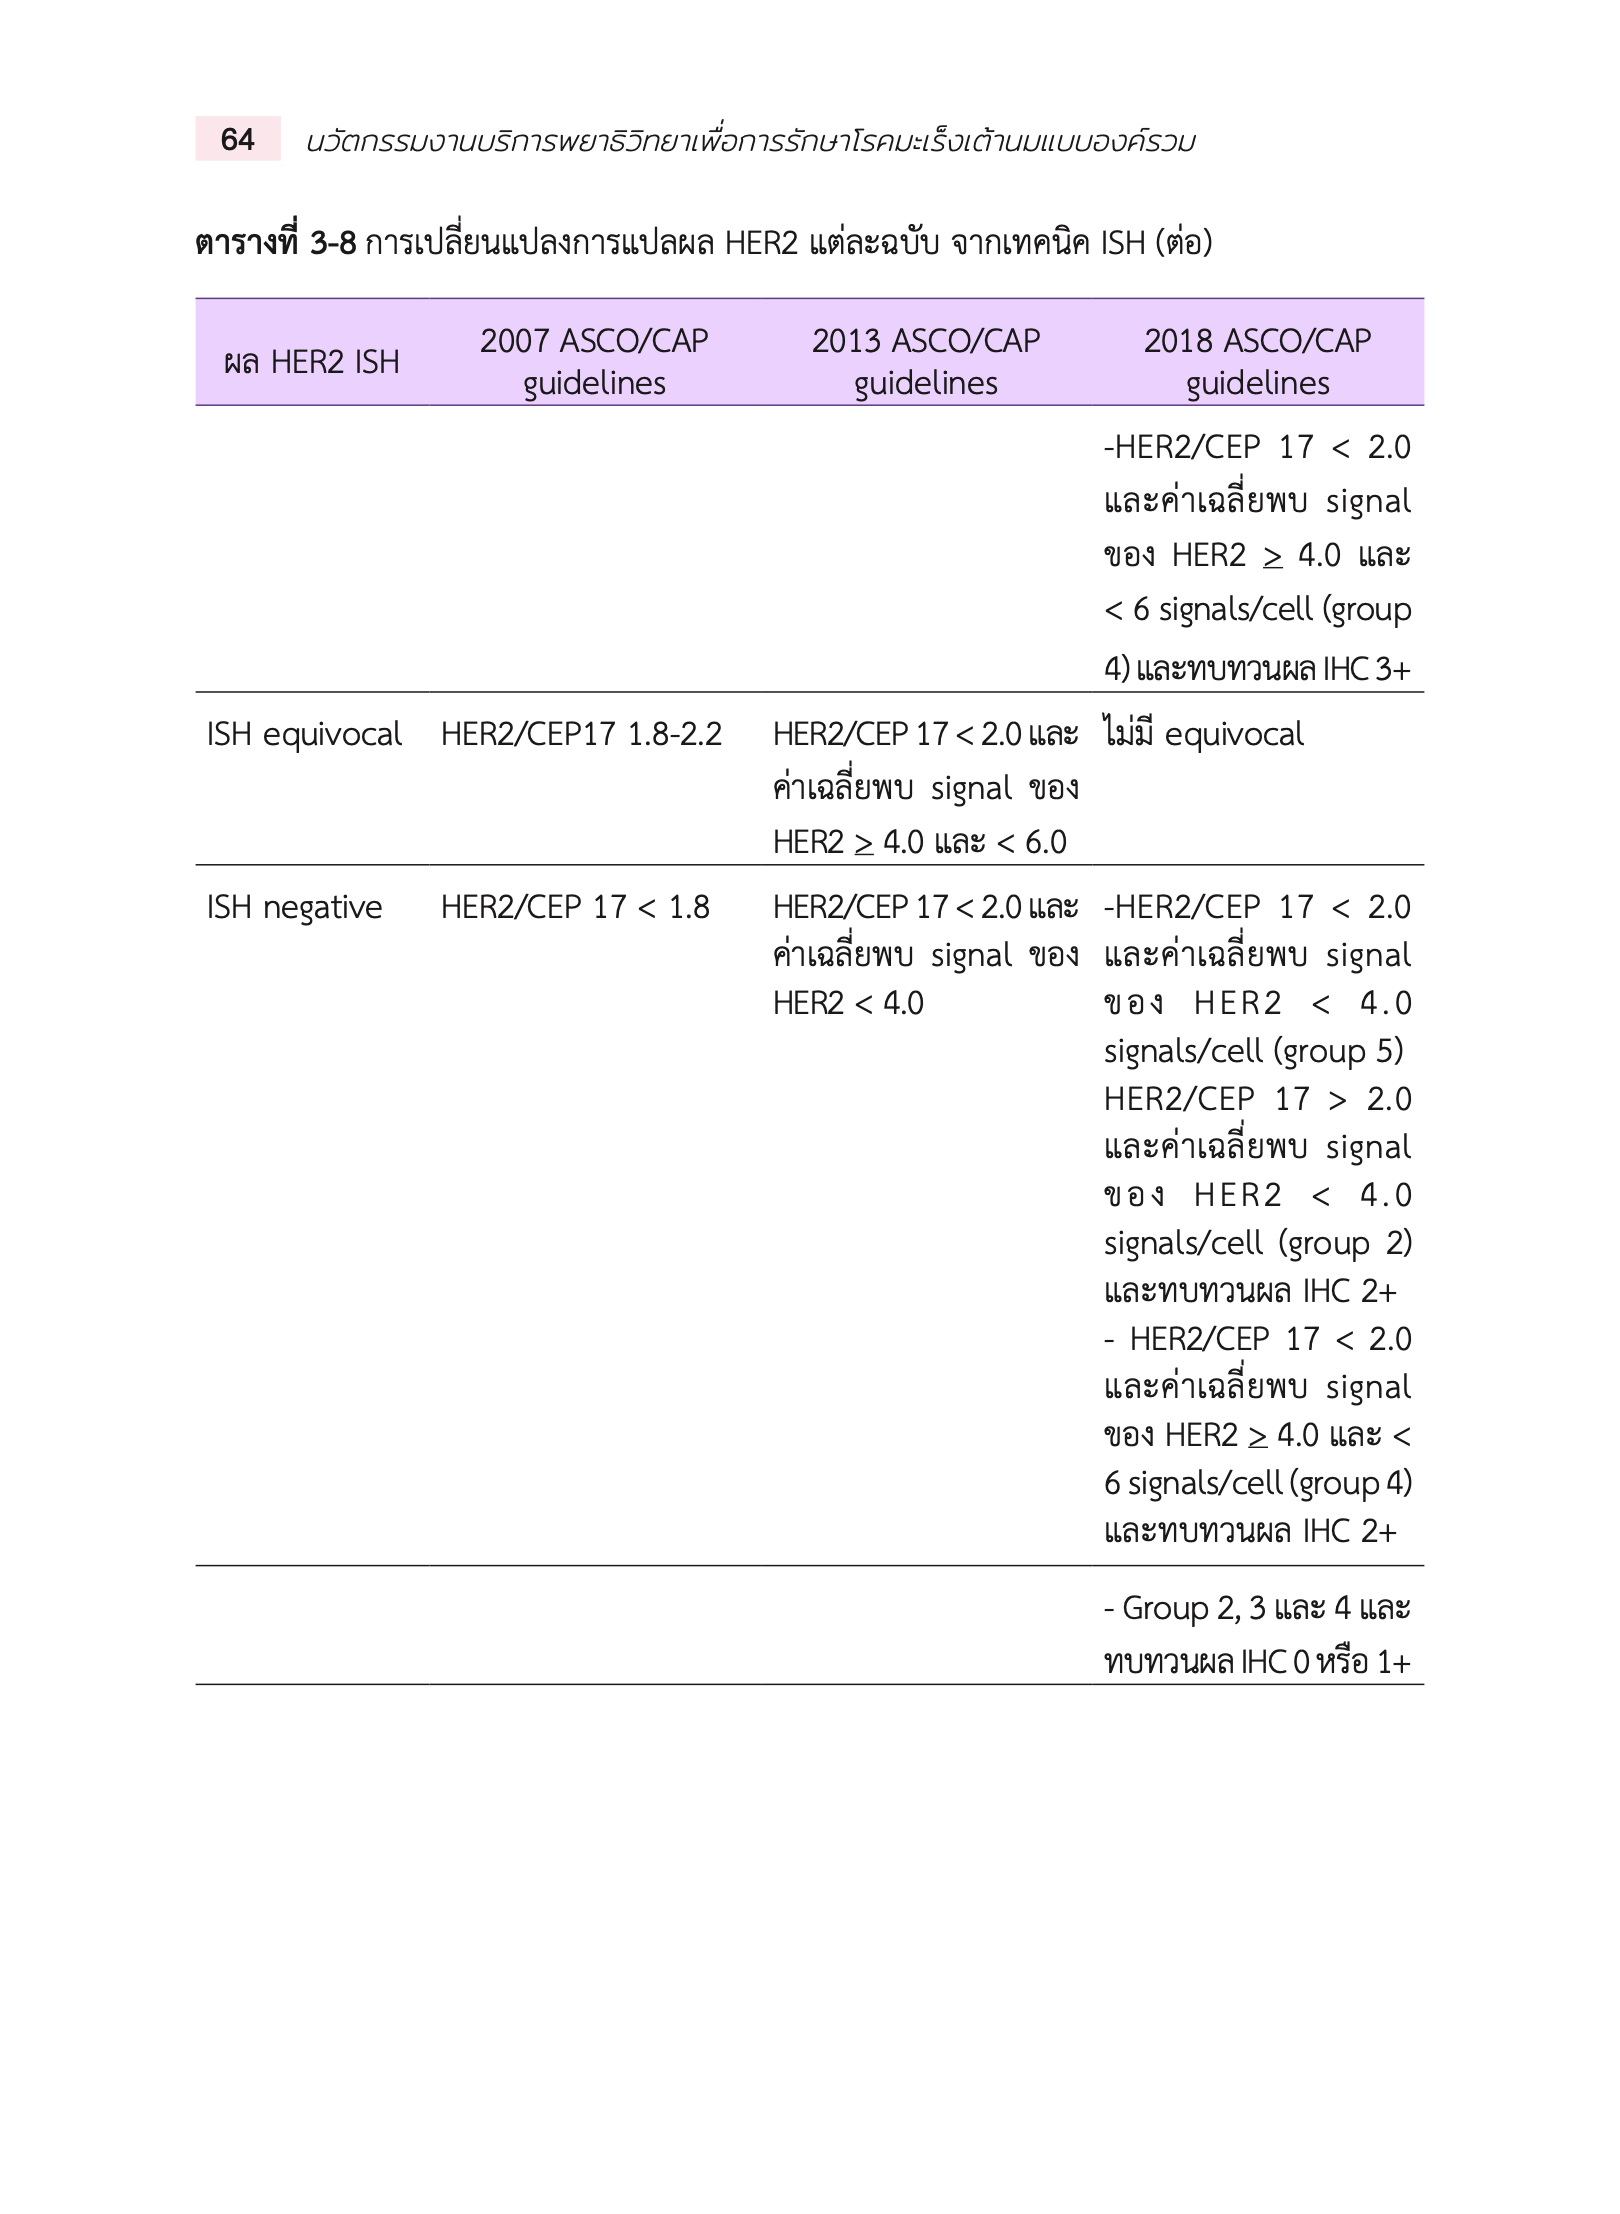 64 นวัตกรรมงานบริการพยาธิวิทยาเพื่อการรักษาโรคมะเร็งเต้านมแบบองค์รวม
ตารางที่ 3-8 การเปลี่ยนแปลงการแปลผล HER2 แต่ละฉบับ จากเทคนิค ISH (ต่อ)
ผล HER2 ISH
2007 ASCO/CAP
guidelines
2013 ASCO/CAP
guidelines
2018 ASCO/CAP
guidelines
-HER2/CEP 17 < 2.0
และค่าเฉลี่ยพบ signal
ของ HER2 ≥ 4.0 และ
< 6 signals/cell (group
4) และทบทวนผล IHC 3+
ISH equivocal
HER2/CEP17 1.8-2.2
HER2/CEP 17 < 2.0 และ
ค่าเฉลี่ยพบ signal ของ
HER2 ≥ 4.0 และ < 6.0
ไม่มี equivocal
ISH negative
HER2/CEP 17 < 1.8
HER2/CEP 17 < 2.0 และ
ค่าเฉลี่ยพบ signal ของ
HER2 < 4.0
-HER2/CEP 17 < 2.0
และค่าเฉลี่ยพบ signal
ของ HER2 < 4.0
signals/cell (group 5)
HER2/CEP 17 > 2.0
และค่าเฉลี่ยพบ signal
ของ HER2 < 4.0
signals/cell (group 2)
และทบทวนผล IHC 2+
- HER2/CEP 17 < 2.0
และค่าเฉลี่ยพบ signal
ของ HER2 ≥ 4.0 และ <
6 signals/cell (group 4)
และทบทวนผล IHC 2+
- Group 2, 3 และ 4 และ
ทบทวนผล IHC 0 หรือ 1+